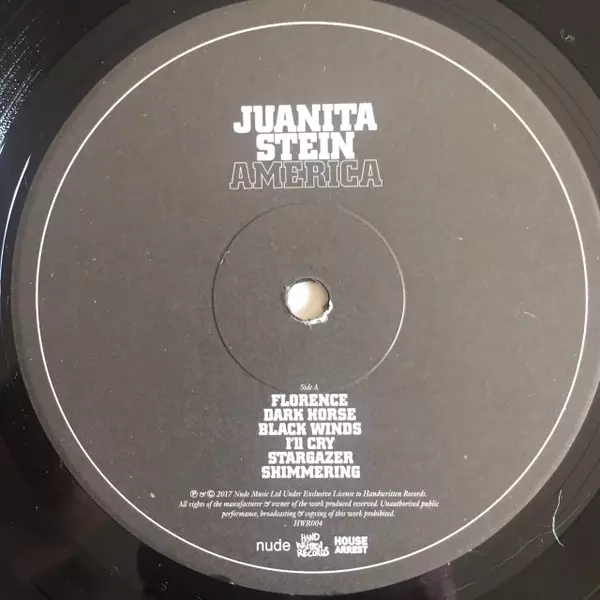 JUANITA
STEIN
AMERICA
Side A
FLORENCE
DARK HORSE
BLACK WINDS
I'll CRY
STARGAZER
SHIMMERING
℗ & © 2017 Nude Music Ltd Under Exclusive License to Handwritten Records.
All rights of the manufacturer & owner of the work produced reserved. Unauthorised public
performance, broadcasting & copying of this work prohibited.
HWR004
nude
HAND
WRITTEN
RECORDS
HOUSE
ARREST